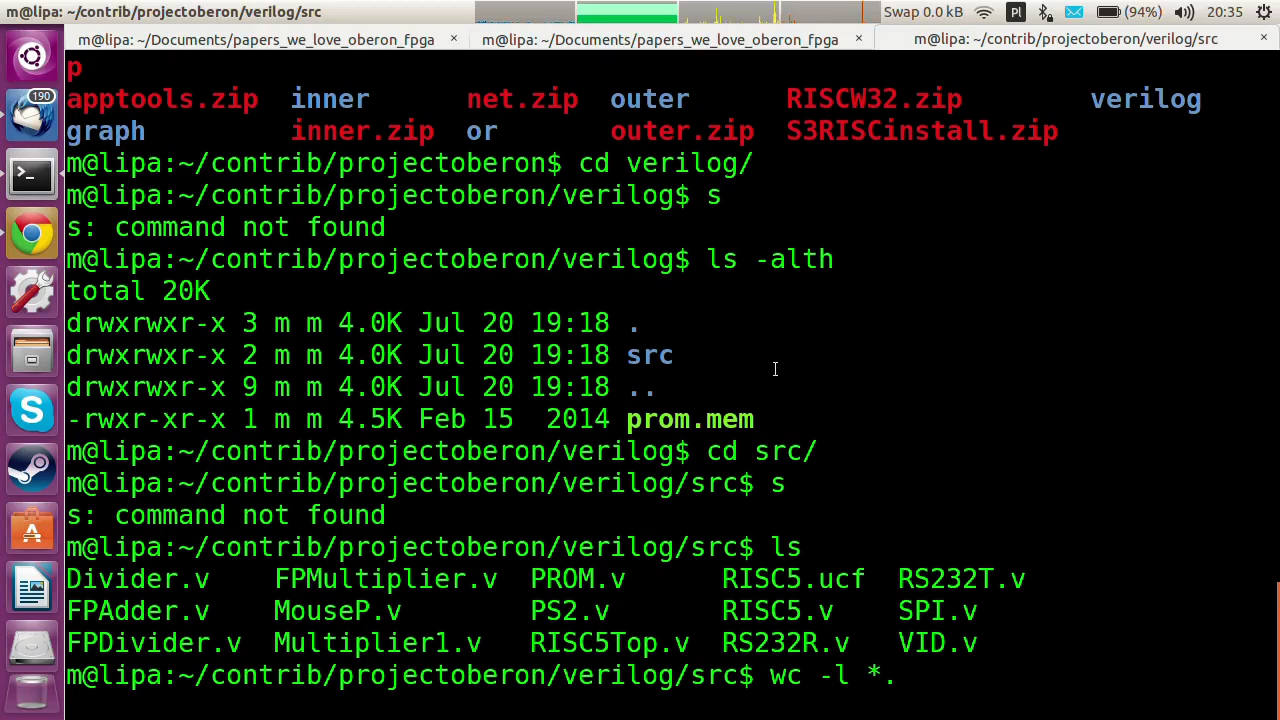 m@lipa: ~/contrib/projectoberon/verilog/src
Swap 0.0 kB Pl (94%) 20:35
m@lipa: ~/Documents/papers_we_love_oberon_fpga × m@lipa: ~/Documents/papers_we_love_oberon_fpga × m@lipa: ~/contrib/projectoberon/verilog/src ×
190
p
apptools.zip inner net.zip outer RISCW32.zip verilog
graph inner.zip or outer.zip S3RISCinstall.zip
m@lipa:~/contrib/projectoberon$ cd verilog/
m@lipa:~/contrib/projectoberon/verilog$ s
s: command not found
m@lipa:~/contrib/projectoberon/verilog$ ls -alth
total 20K
drwxrwxr-x 3 m m 4.0K Jul 20 19:18 .
drwxrwxr-x 2 m m 4.0K Jul 20 19:18 src
drwxrwxr-x 9 m m 4.0K Jul 20 19:18 ..
-rwxr-xr-x 1 m m 4.5K Feb 15  2014 prom.mem
m@lipa:~/contrib/projectoberon/verilog$ cd src/
m@lipa:~/contrib/projectoberon/verilog/src$ s
s: command not found
m@lipa:~/contrib/projectoberon/verilog/src$ ls
Divider.v FPMultiplier.v PROM.v RISC5.ucf RS232T.v
FPAdder.v MouseP.v PS2.v RISC5.v SPI.v
FPDivider.v Multiplier1.v RISC5Top.v RS232R.v VID.v
m@lipa:~/contrib/projectoberon/verilog/src$ wc -l *.